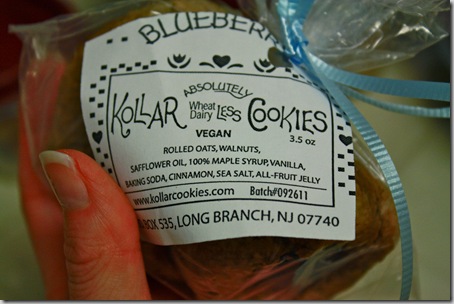 BLUEBERR
ABSOLUTELY
KOLLAR Wheat Dairy LESS COOKIES
VEGAN
3.5 oz
ROLLED OATS, WALNUTS,
SAFFLOWER OIL, 100% MAPLE SYRUP, VANILLA,
BAKING SODA, CINNAMON, SEA SALT, ALL-FRUIT JELLY
www.kollarcookies.com Batch#092611
BOX 535, LONG BRANCH, NJ 07740